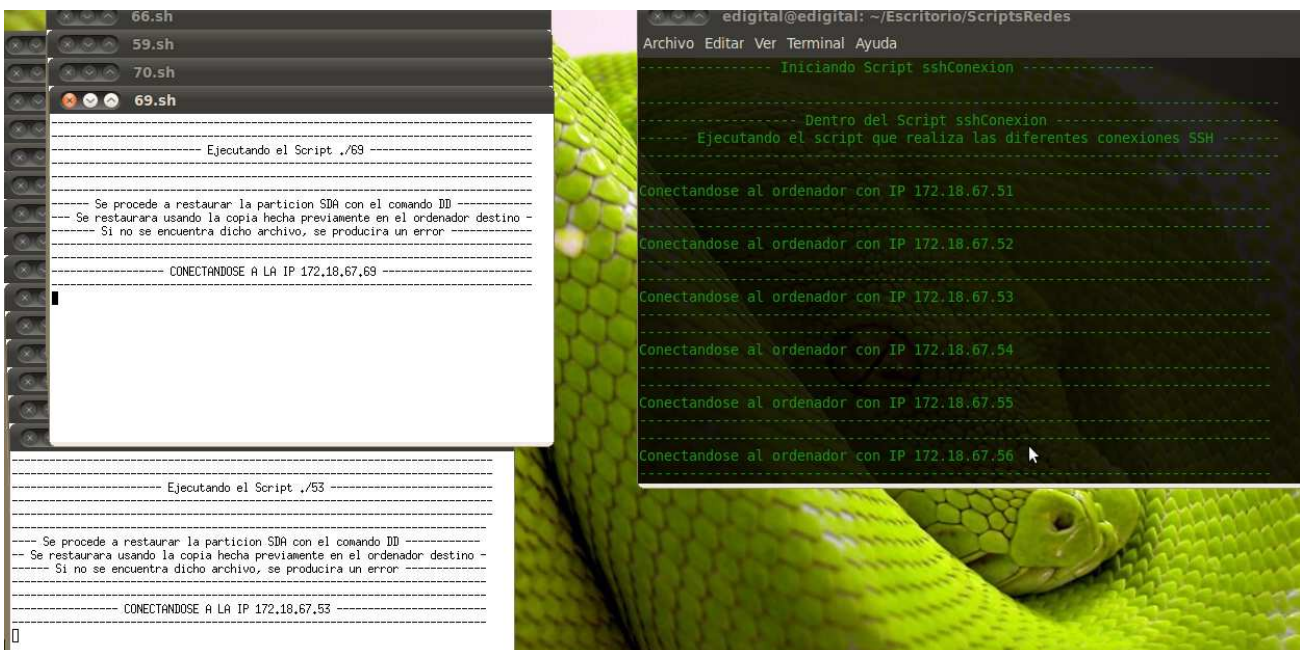 66.sh
59.sh
70.sh
69.sh
---------------------- Ejecutando el Script ./69 ------------------------
------ Se procede a restaurar la particion SDA con el comando DD ------------
--- Se restaurara usando la copia hecha previamente en el ordenador destino -
------- Si no se encuentra dicho archivo, se producira un error -------------
------------------ CONECTANDOSE A LA IP 172.18.67.69 ------------------------
---------------------- Ejecutando el Script ./53 ------------------------
---- Se procede a restaurar la particion SDA con el comando DD ------------
-- Se restaurara usando la copia hecha previamente en el ordenador destino -
------ Si no se encuentra dicho archivo, se producira un error -------------
----------------- CONECTANDOSE A LA IP 172.18.67.53 ------------------------
edigital@edigital: ~/Escritorio/ScriptsRedes
Archivo Editar Ver Terminal Ayuda
----------------- Iniciando Script sshConexion ----------------
-------------------- Dentro del Script sshConexion ----------------------------
------ Ejecutando el script que realiza las diferentes conexiones SSH -------
Conectandose al ordenador con IP 172.18.67.51
Conectandose al ordenador con IP 172.18.67.52
Conectandose al ordenador con IP 172.18.67.53
Conectandose al ordenador con IP 172.18.67.54
Conectandose al ordenador con IP 172.18.67.55
Conectandose al ordenador con IP 172.18.67.56